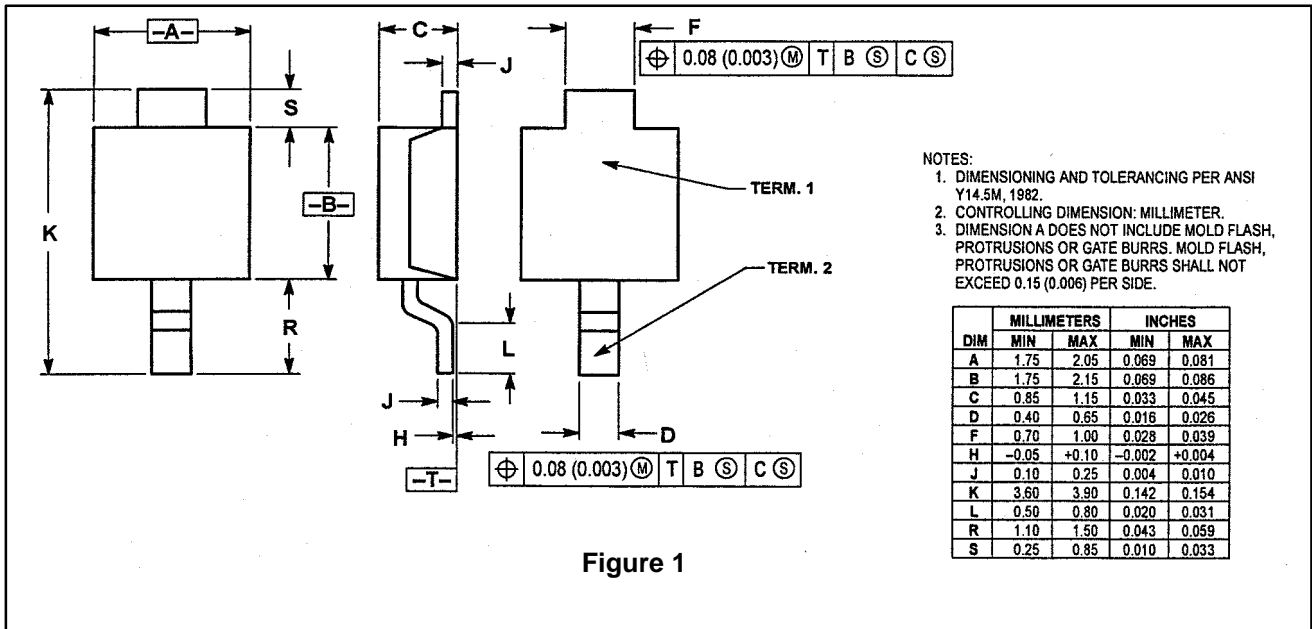 –A–
C
F
⌖ 0.08 (0.003) Ⓜ T B Ⓢ C Ⓢ
J
S
K
–B–
TERM. 1
TERM. 2
R
L
J
H
D
–T–
⌖ 0.08 (0.003) Ⓜ T B Ⓢ C Ⓢ
Figure 1
NOTES:
1. DIMENSIONING AND TOLERANCING PER ANSI
Y14.5M, 1982.
2. CONTROLLING DIMENSION: MILLIMETER.
3. DIMENSION A DOES NOT INCLUDE MOLD FLASH,
PROTRUSIONS OR GATE BURRS. MOLD FLASH,
PROTRUSIONS OR GATE BURRS SHALL NOT
EXCEED 0.15 (0.006) PER SIDE.
MILLIMETERS INCHES
DIM MIN MAX MIN MAX
A 1.75 2.05 0.069 0.081
B 1.75 2.15 0.069 0.086
C 0.85 1.15 0.033 0.045
D 0.40 0.65 0.016 0.026
F 0.70 1.00 0.028 0.039
H –0.05 +0.10 –0.002 +0.004
J 0.10 0.25 0.004 0.010
K 3.60 3.90 0.142 0.154
L 0.50 0.80 0.020 0.031
R 1.10 1.50 0.043 0.059
S 0.25 0.85 0.010 0.033